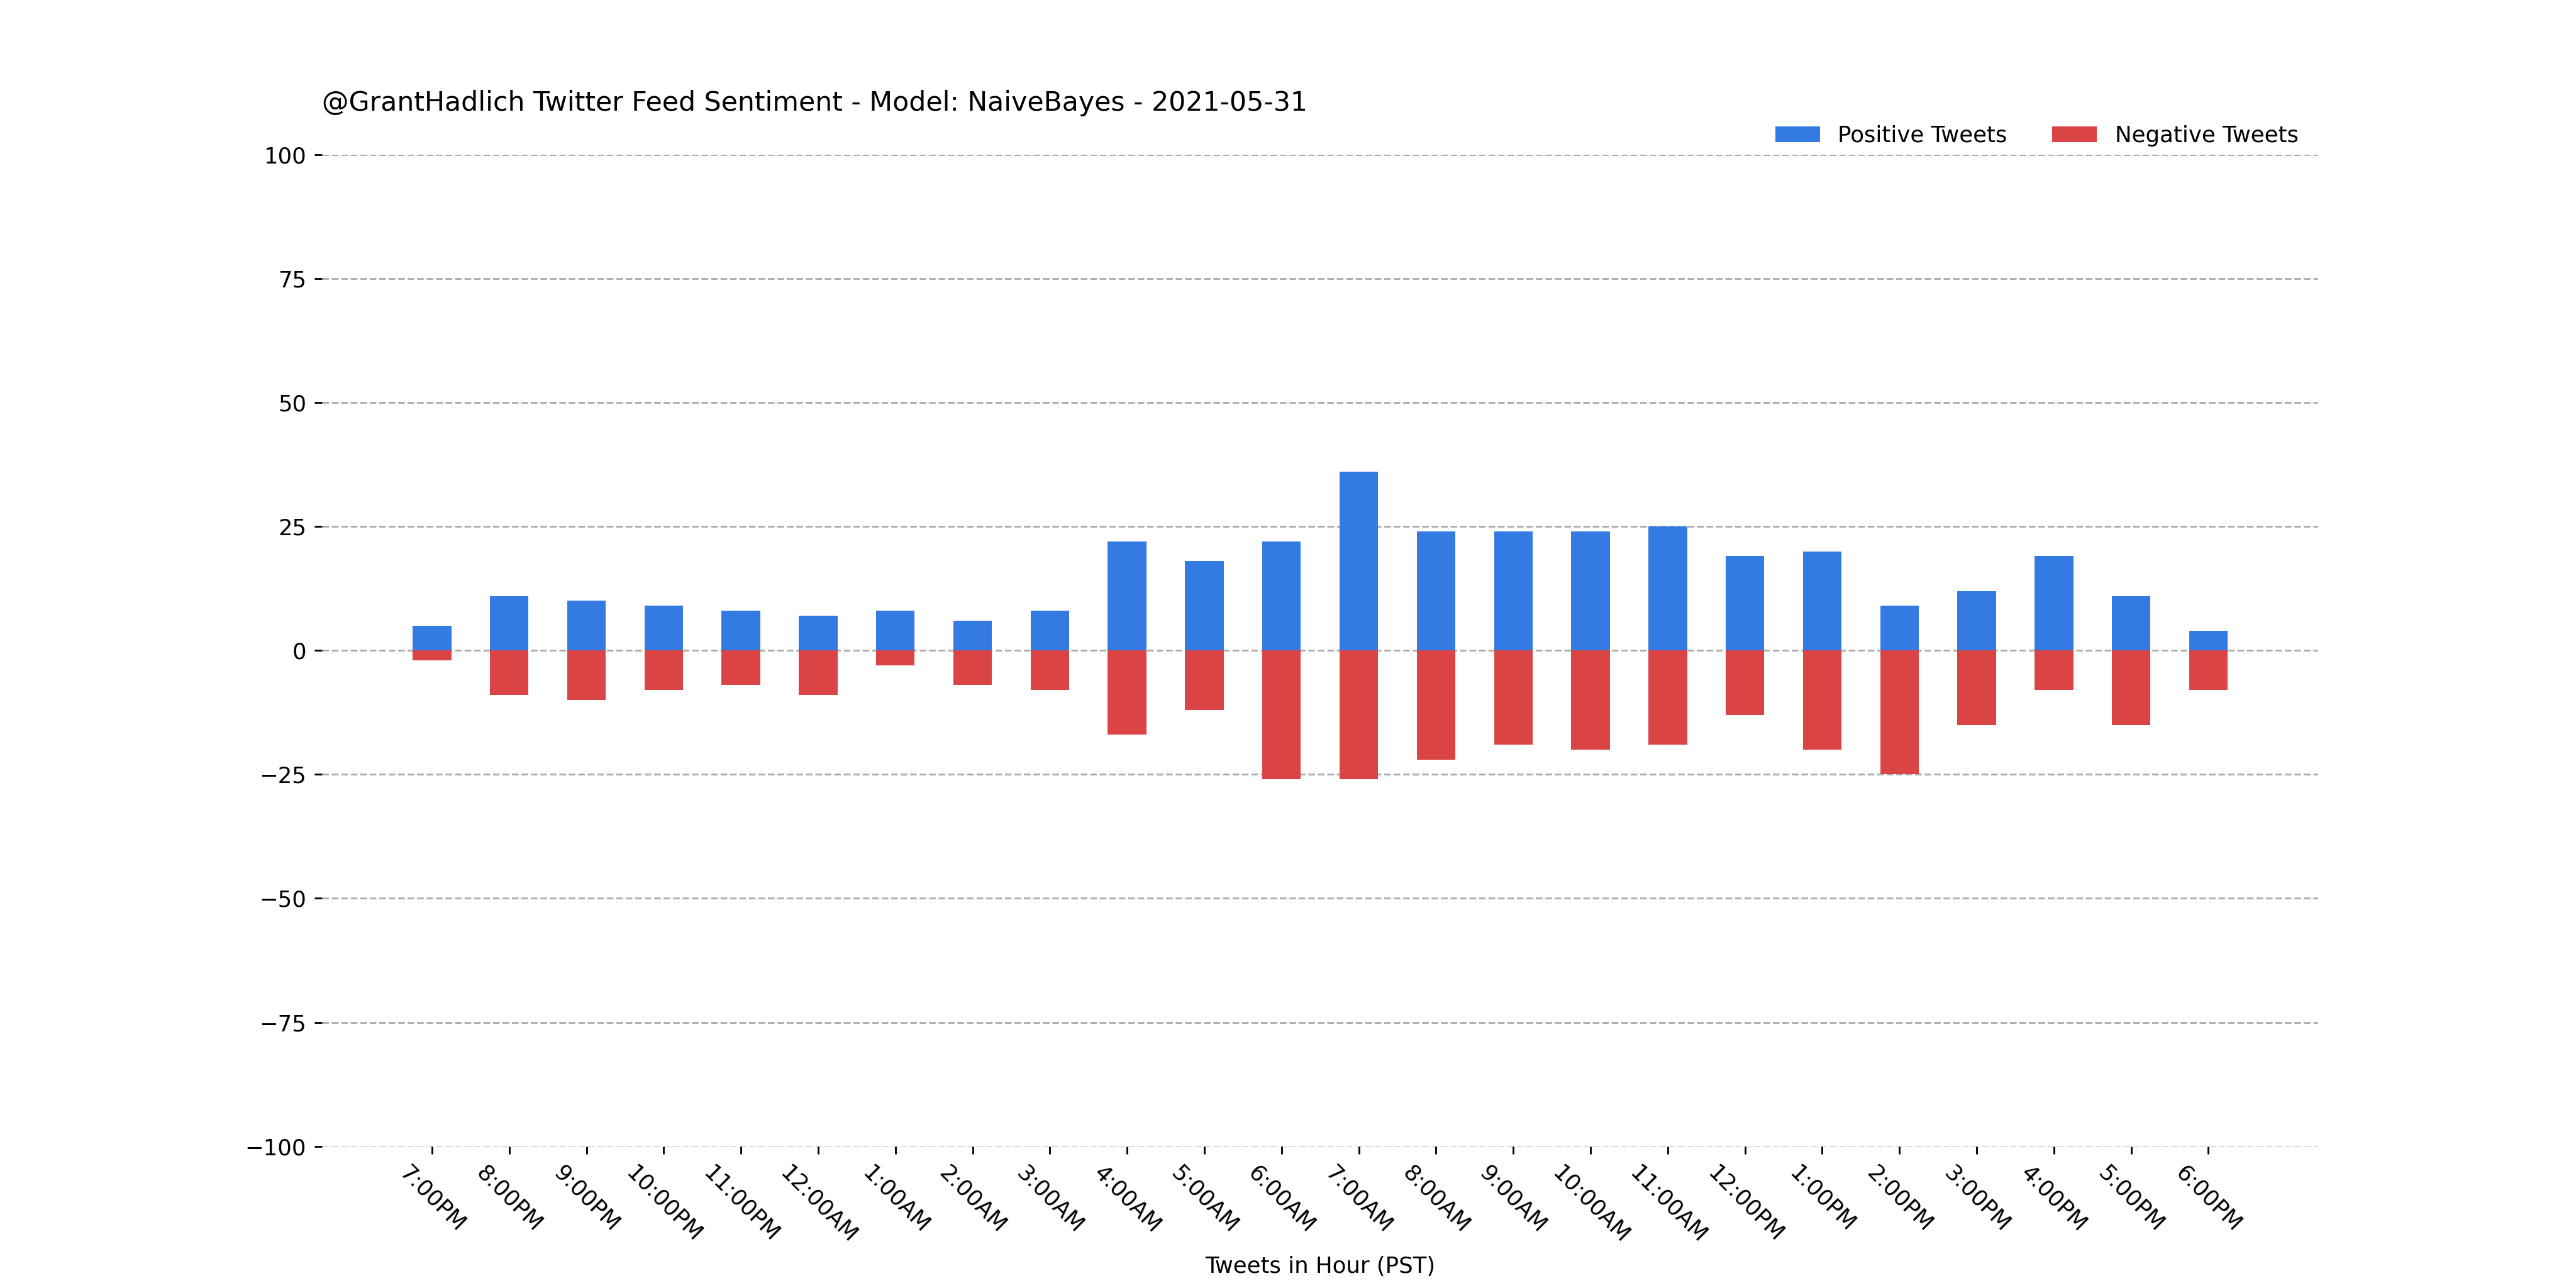 @GrantHadlich Twitter Feed Sentiment - Model: NaiveBayes - 2021-05-31
Positive Tweets
Negative Tweets
100
75
50
25
0
−25
−50
−75
−100
7:00PM
8:00PM
9:00PM
10:00PM
11:00PM
12:00AM
1:00AM
2:00AM
3:00AM
4:00AM
5:00AM
6:00AM
7:00AM
8:00AM
9:00AM
10:00AM
11:00AM
12:00PM
1:00PM
2:00PM
3:00PM
4:00PM
5:00PM
6:00PM
Tweets in Hour (PST)